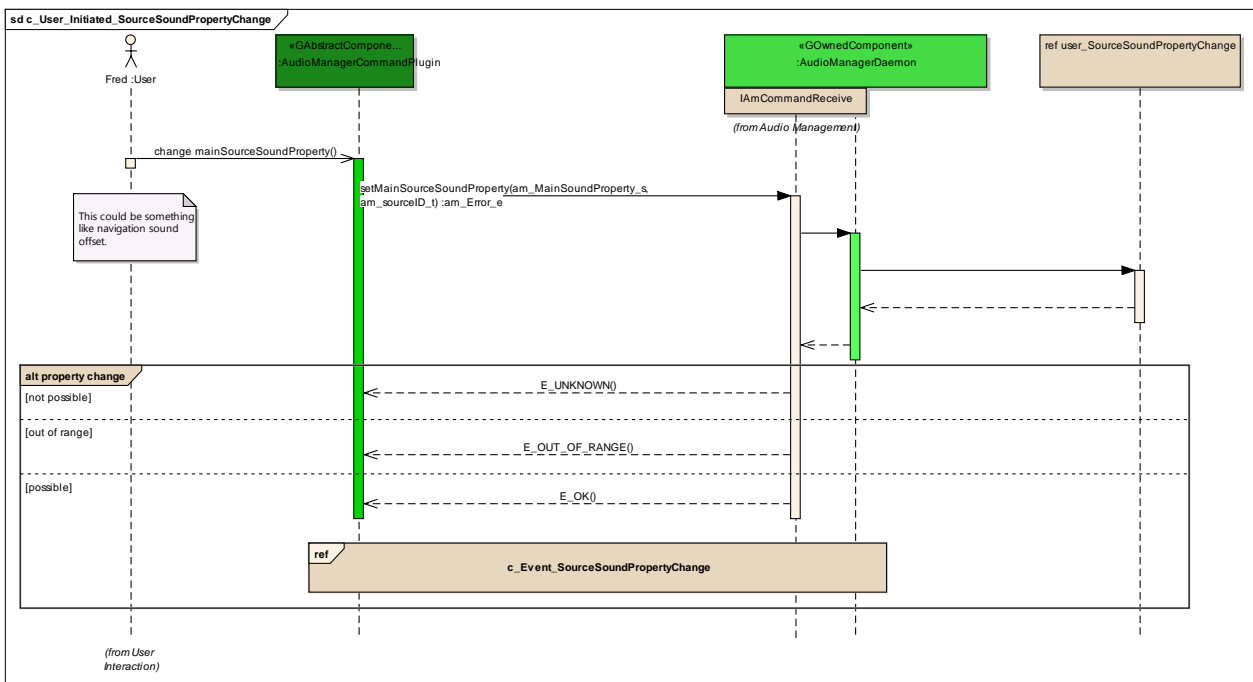 sd c_User_Initiated_SourceSoundPropertyChange
Fred :User
«GAbstractCompone...
:AudioManagerCommandPlugin
«GOwnedComponent»
:AudioManagerDaemon
ref user_SourceSoundPropertyChange
IAmCommandReceive
(from Audio Management)
change mainSourceSoundProperty()
setMainSourceSoundProperty(am_MainSoundProperty_s,
am_sourceID_t) :am_Error_e
This could be something
like navigation sound
offset.
alt property change
[not possible]
E_UNKNOWN()
[out of range]
E_OUT_OF_RANGE()
[possible]
E_OK()
ref
c_Event_SourceSoundPropertyChange
(from User
Interaction)